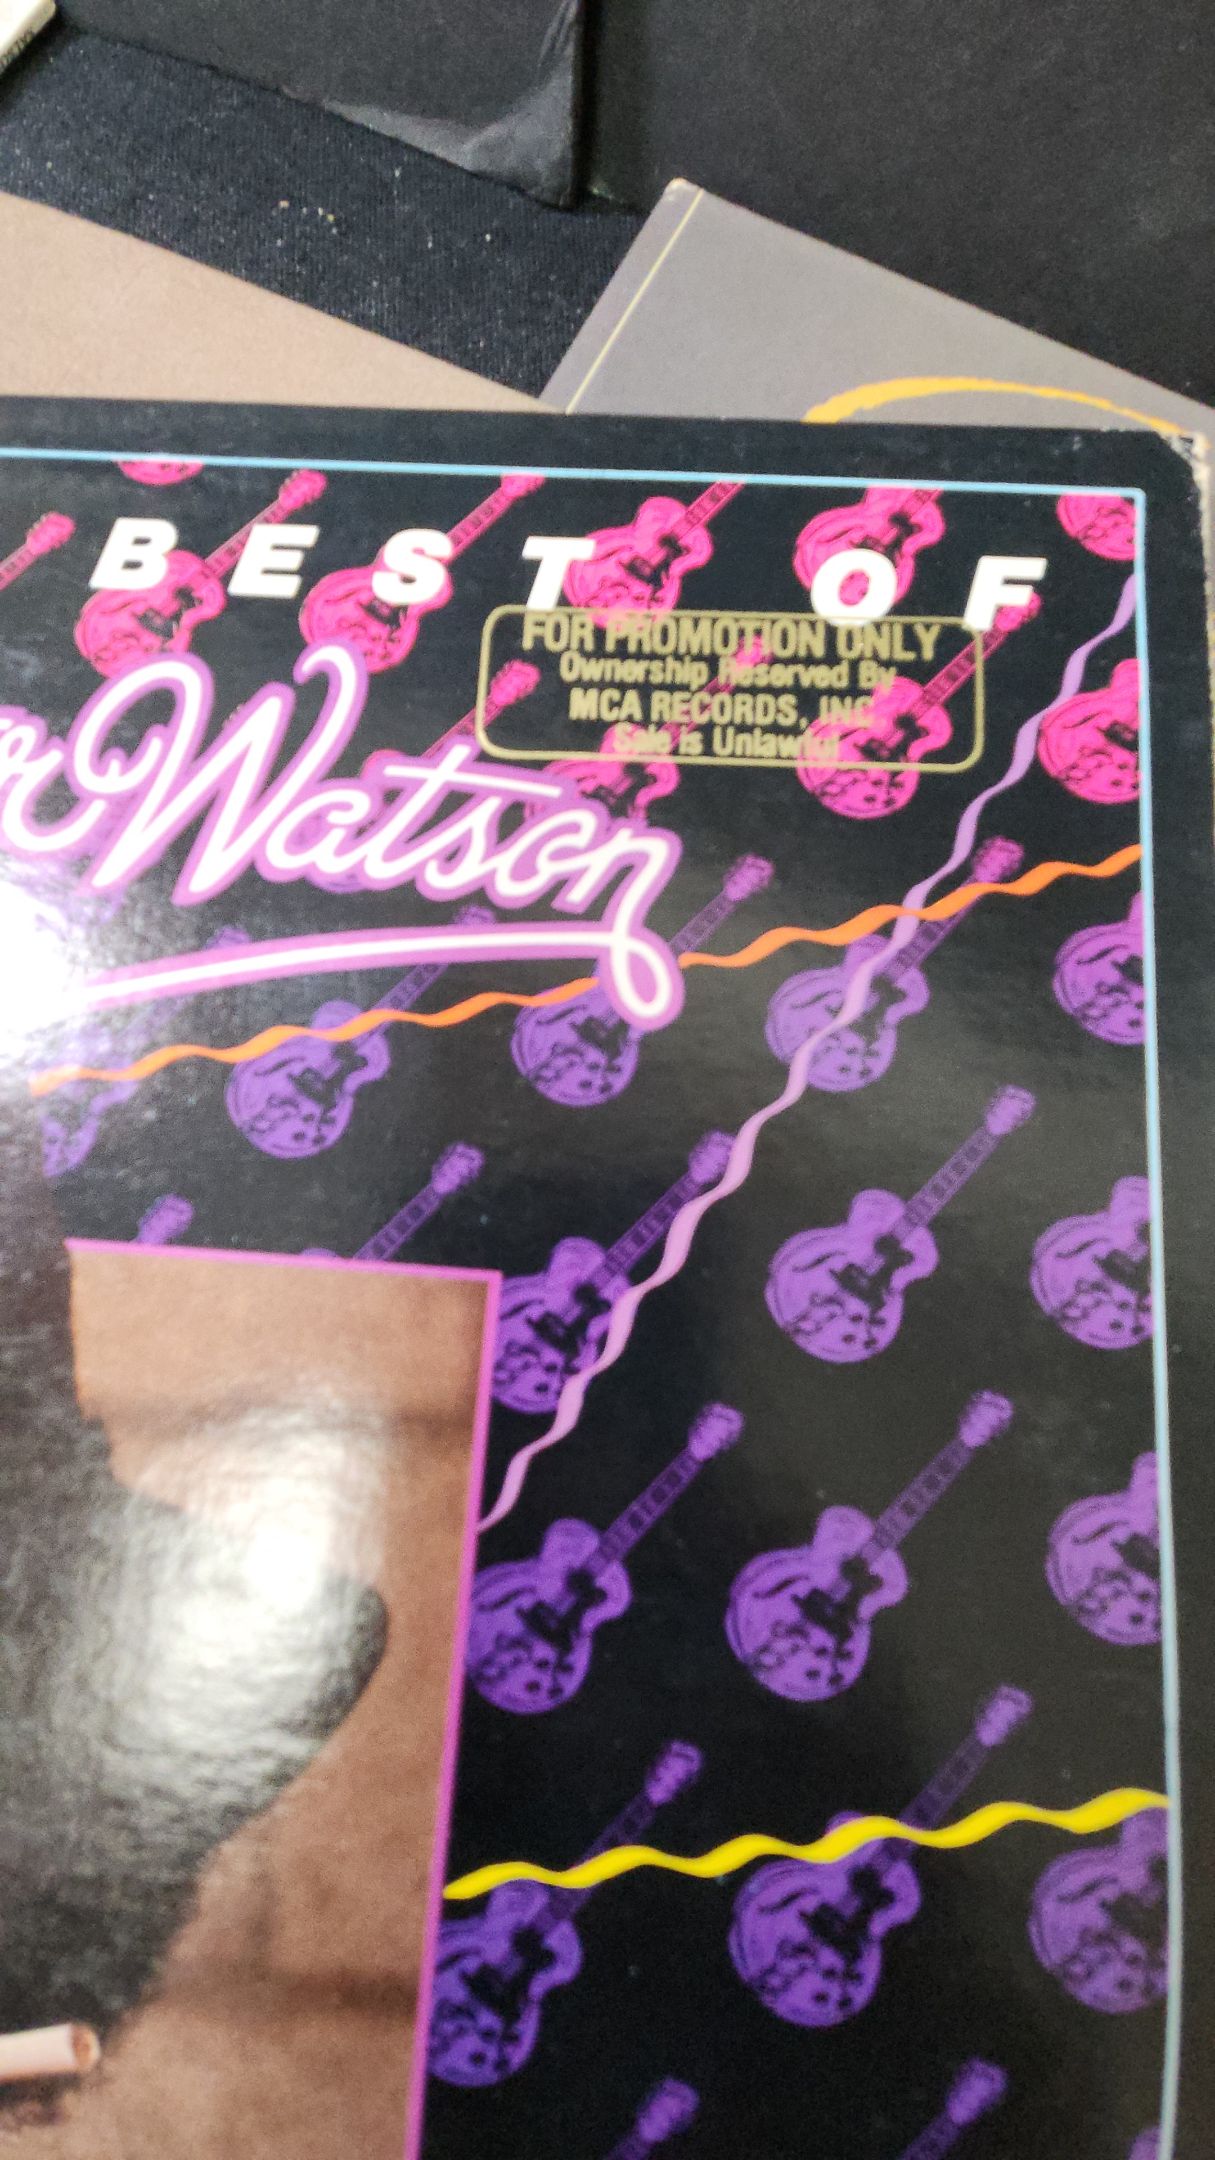 BEST OF
Watson
FOR PROMOTION ONLY
Ownership Reserved By
MCA RECORDS, INC.
Sale is Unlawful